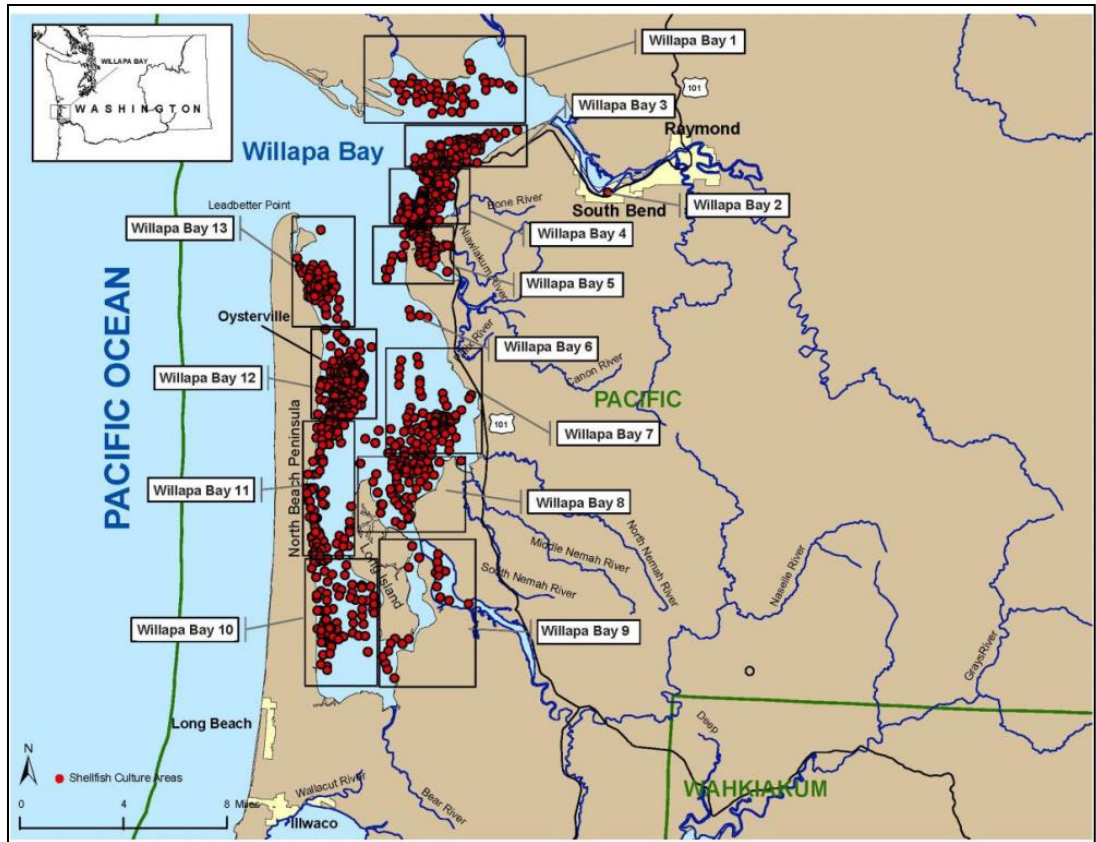 WILLAPA BAY
WASHINGTON
Willapa Bay 1
101
Willapa Bay 3
Raymond
Willapa Bay
Willapa Bay 2
South Bend
Bone River
Leadbetter Point
Willapa Bay 13
Willapa Bay 4
Niawiakum River
Willapa Bay 5
Oysterville
Willapa Bay 6
River
Canon River
PACIFIC OCEAN
Willapa Bay 12
PACIFIC
101
Willapa Bay 7
North Beach Peninsula
Willapa Bay 11
Willapa Bay 8
North Nemah River
Middle Nemah River
Long Island
South Nemah River
Naselle River
Willapa Bay 10
Willapa Bay 9
GraysRiver
Long Beach
Deep
N
Shellfish Culture Areas
WAHKIAKUM
Wallacut River
Bear River
0 4 8 Miles
Illwaco